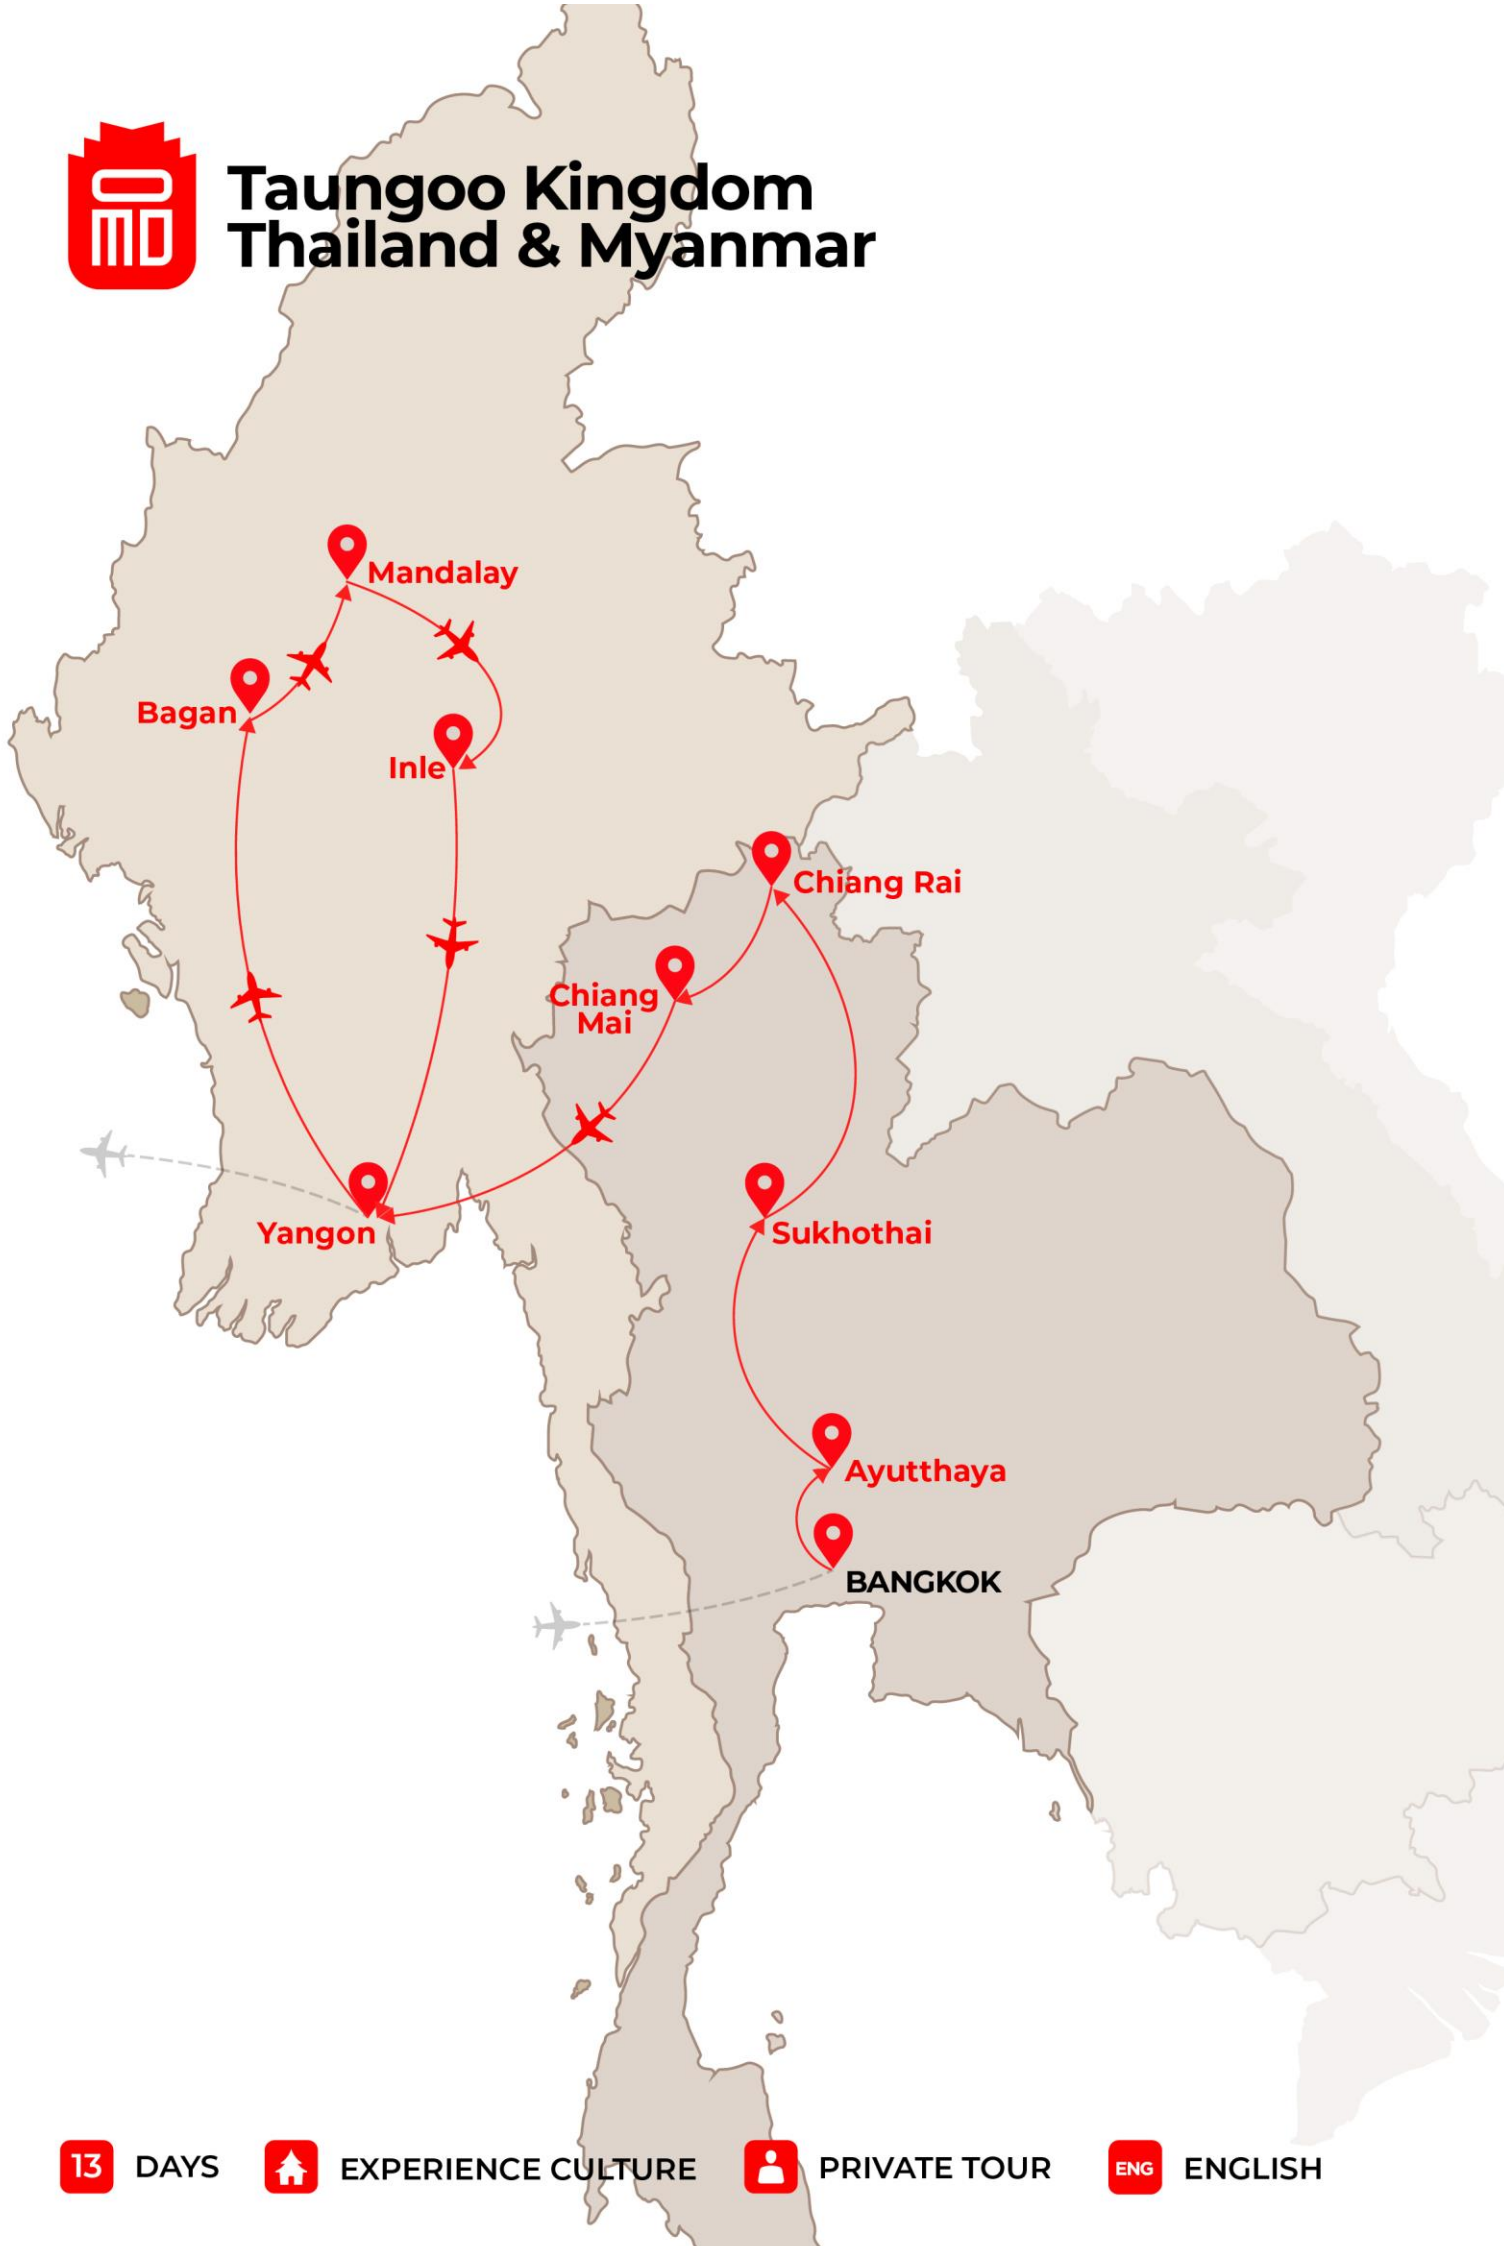 OMD
Taungoo Kingdom
Thailand & Myanmar
Mandalay
Bagan
Inle
Chiang Rai
Chiang
Mai
Yangon
Sukhothai
Ayutthaya
BANGKOK
13 DAYS
EXPERIENCE CULTURE
PRIVATE TOUR
ENG ENGLISH